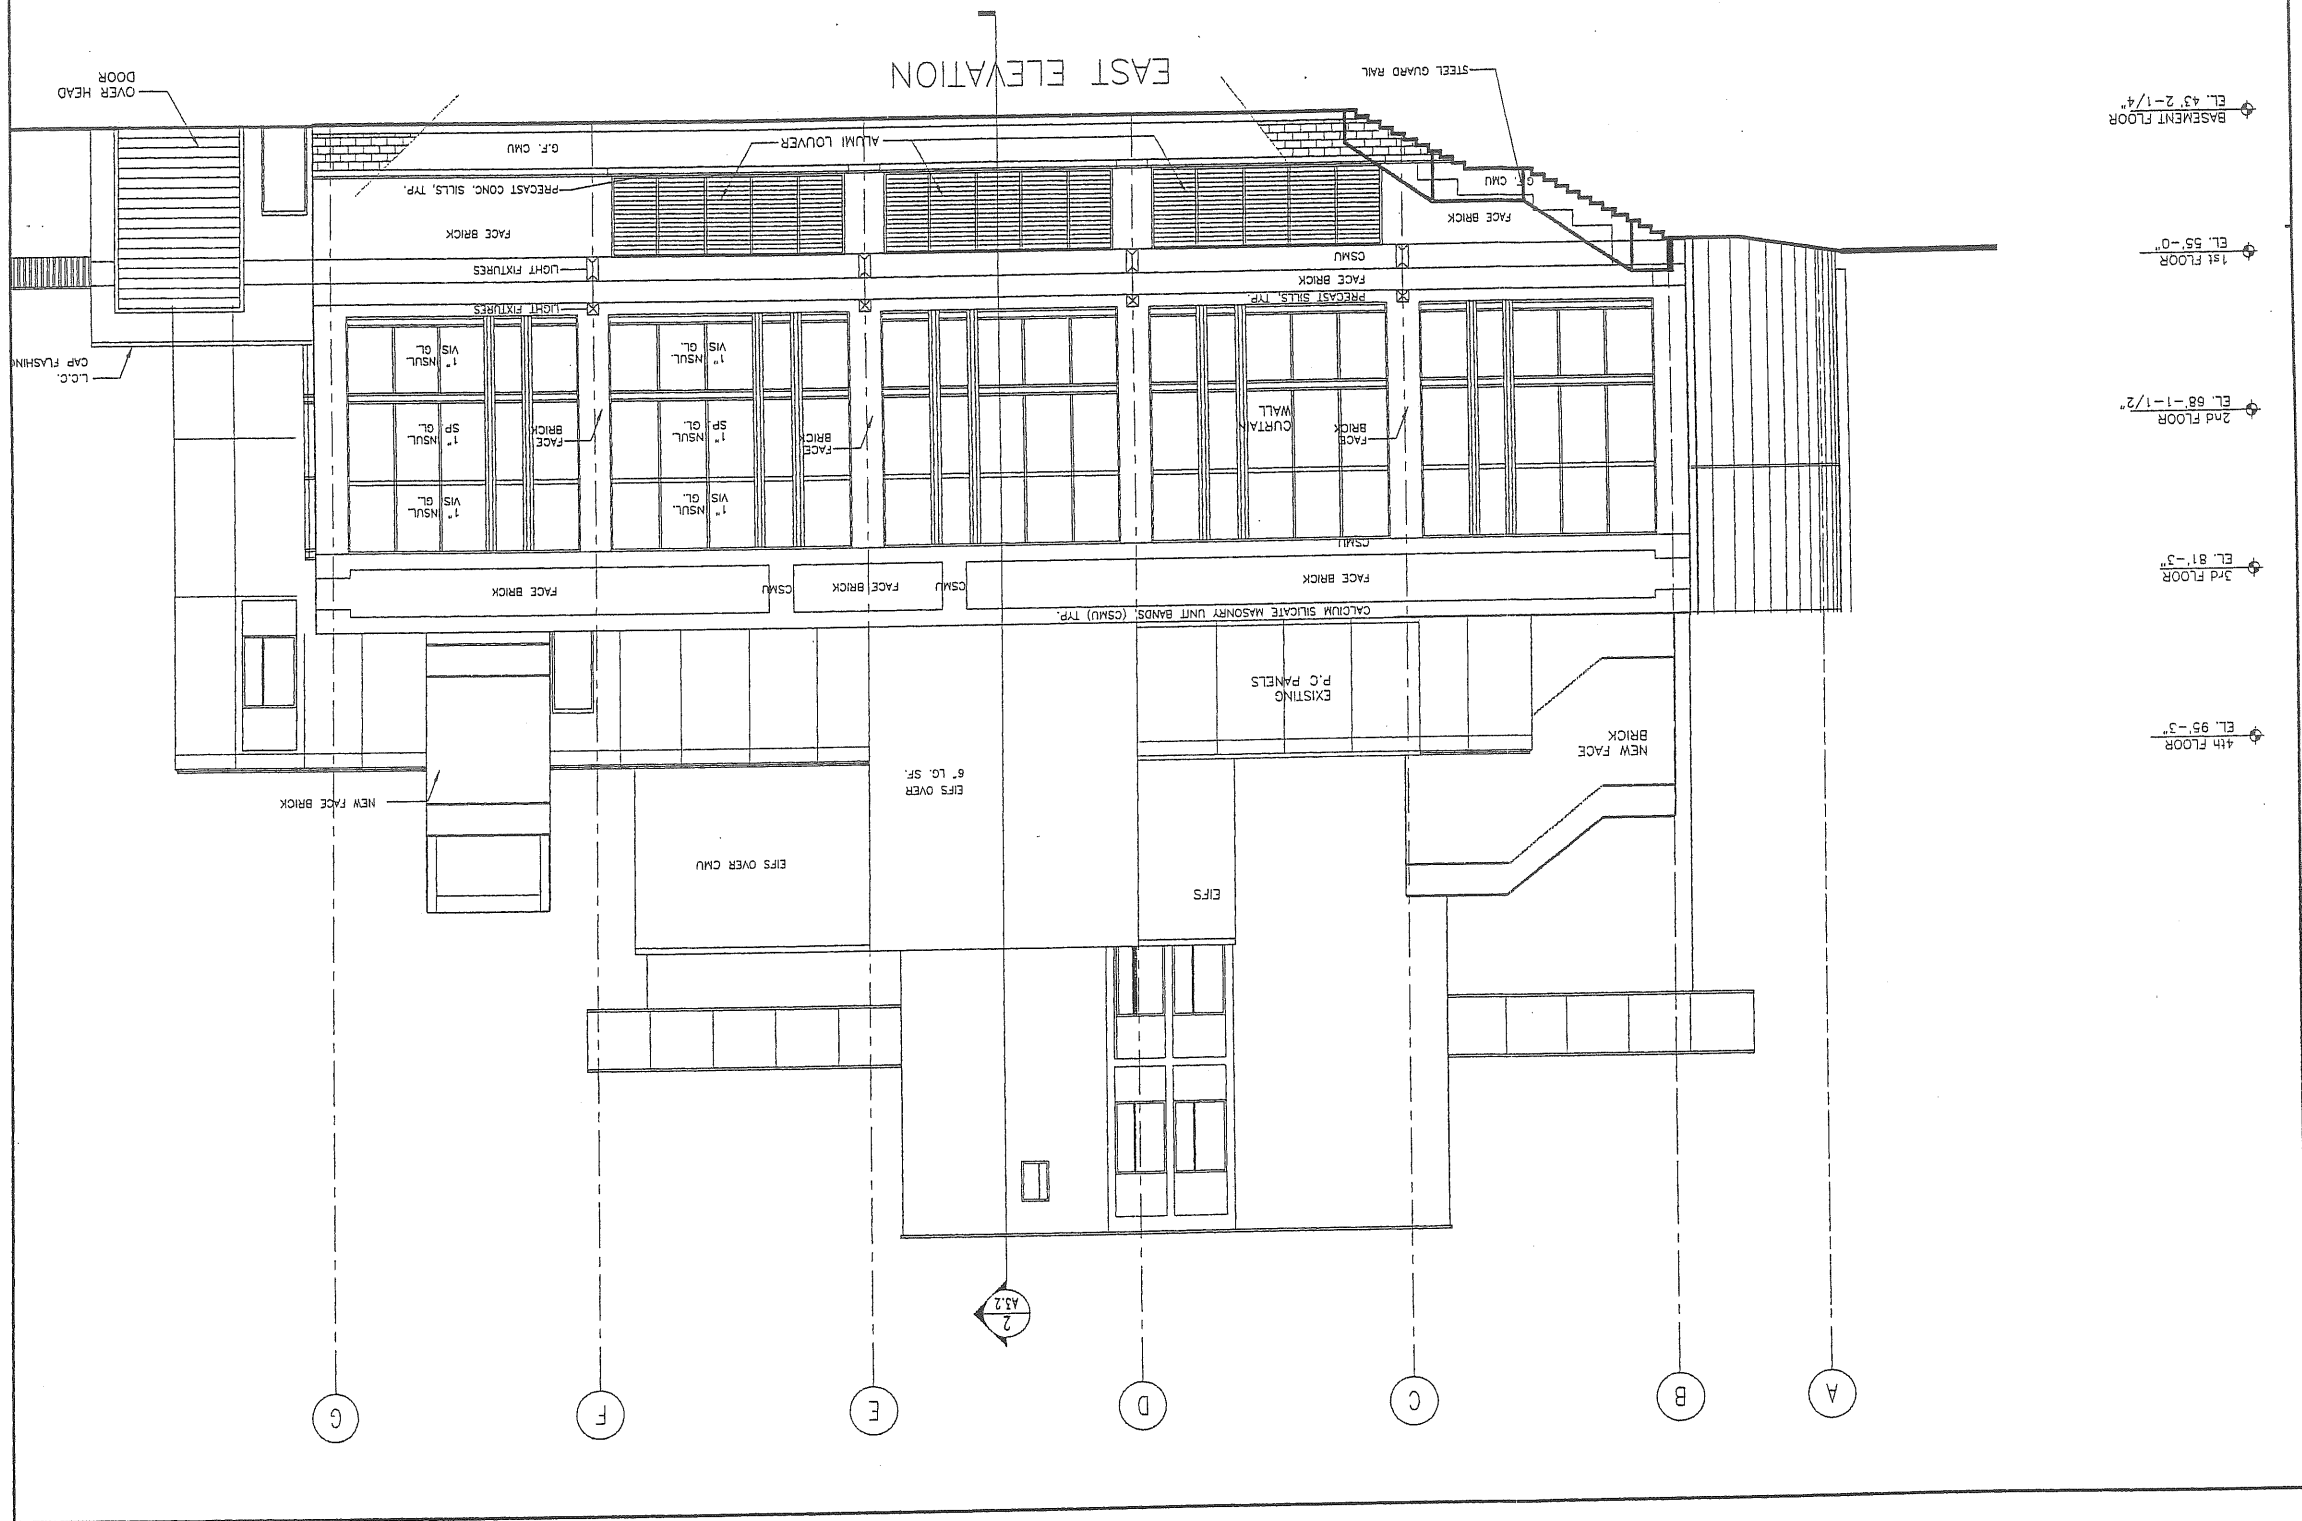 A
B
C
D
E
F
G
2
A3.2
4th FLOOR
EL. 95'-3"
3rd FLOOR
EL. 81'-3"
2nd FLOOR
EL. 68'-1-1/2"
1st FLOOR
EL. 55'-0"
BASEMENT FLOOR
EL. 43' 2-1/4"
EIFS
EIFS OVER CMU
NEW FACE BRICK
EIFS OVER
6" LG. SF.
NEW FACE
BRICK
EXISTING
P.C PANELS
CALCIUM SILICATE MASONRY UNIT BANDS, (CSMU) TYP.
FACE BRICK
CSMU
FACE BRICK
CSMU
FACE BRICK
CSMU
1" INSUL.
VIS GL.
1" INSUL.
VIS GL.
FACE
BRICK
CURTAIN
WALL
FACE
BRICK
1" INSUL.
SP. GL.
FACE
BRICK
1" INSUL.
SP GL.
1" INSUL.
VIS GL.
1" INSUL.
VIS GL.
L.C.C.
CAP FLASHING
PRECAST SILLS, TYP.
LIGHT FIXTURES
FACE BRICK
CSMU
LIGHT FIXTURES
FACE BRICK
FACE BRICK
G.F. CMU
PRECAST CONC. SILLS, TYP.
ALUMI LOUVER
G.F. CMU
STEEL GUARD RAIL
OVER HEAD
DOOR
EAST ELEVATION